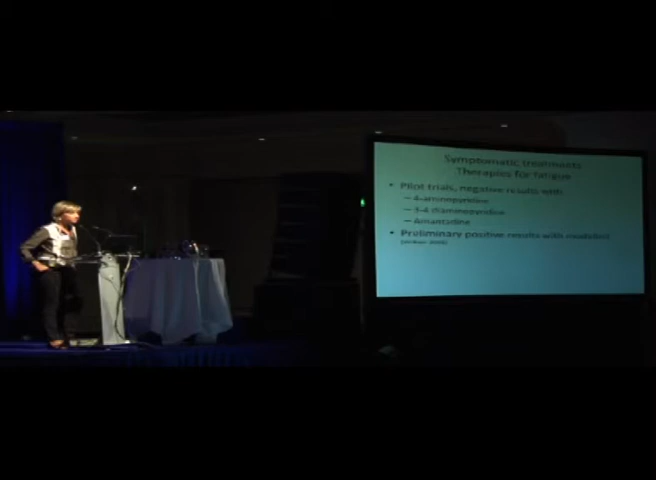 Symptomatic treatments
Therapies for fatigue
• Pilot trials, negative results with:
– 4-aminopyridine
– 3-4 diaminopyridine
– Amantadine
• Preliminary positive results with modafinil